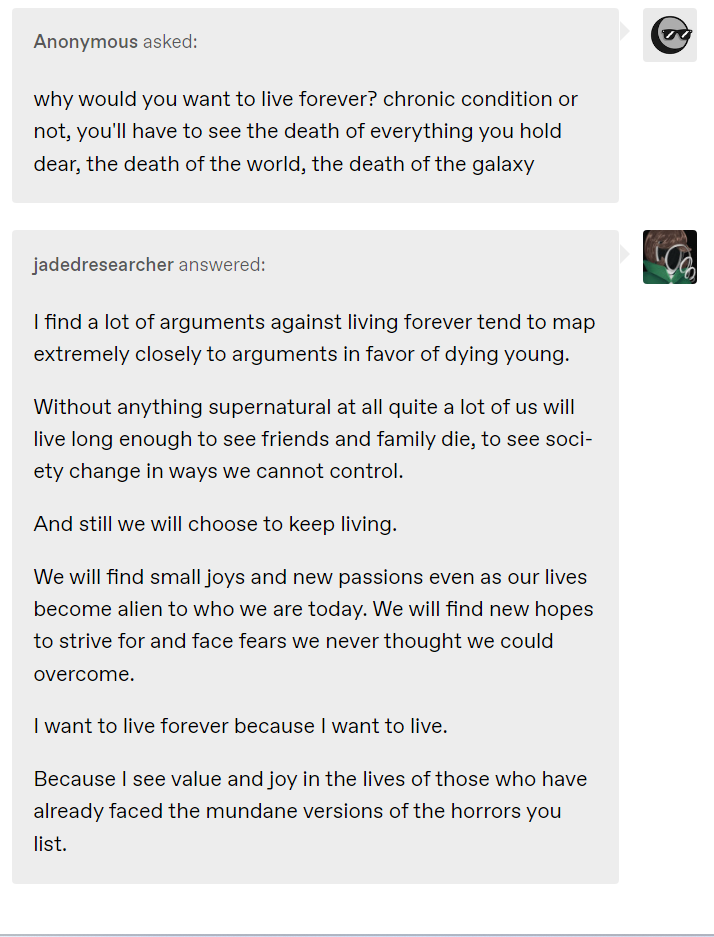 Anonymous asked:
why would you want to live forever? chronic condition or
not, you'll have to see the death of everything you hold
dear, the death of the world, the death of the galaxy
jadedresearcher answered:
I find a lot of arguments against living forever tend to map
extremely closely to arguments in favor of dying young.
Without anything supernatural at all quite a lot of us will
live long enough to see friends and family die, to see soci-
ety change in ways we cannot control.
And still we will choose to keep living.
We will find small joys and new passions even as our lives
become alien to who we are today. We will find new hopes
to strive for and face fears we never thought we could
overcome.
I want to live forever because I want to live.
Because I see value and joy in the lives of those who have
already faced the mundane versions of the horrors you
list.